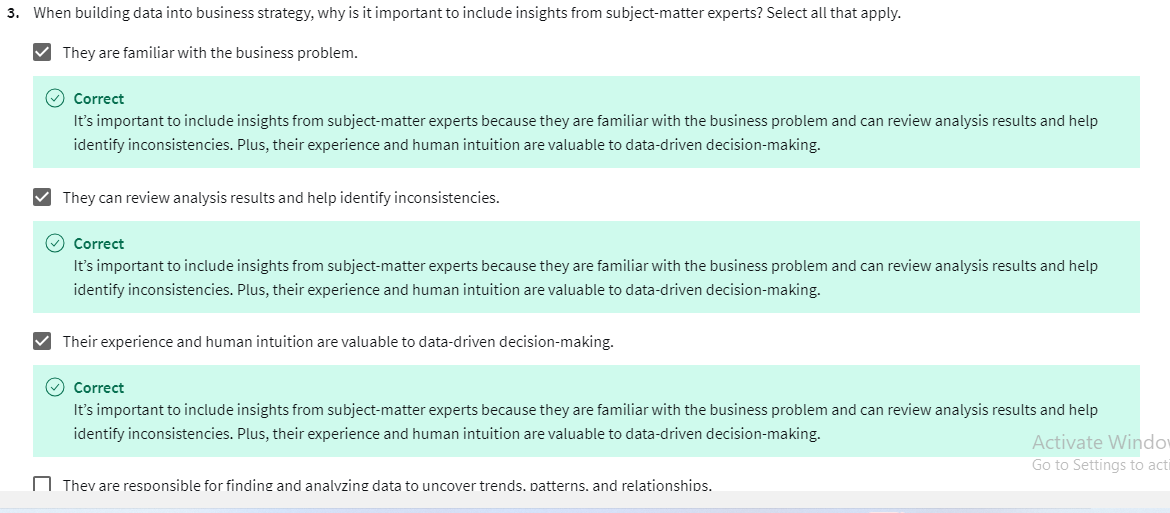 3. When building data into business strategy, why is it important to include insights from subject-matter experts? Select all that apply.
They are familiar with the business problem.
Correct
It’s important to include insights from subject-matter experts because they are familiar with the business problem and can review analysis results and help
identify inconsistencies. Plus, their experience and human intuition are valuable to data-driven decision-making.
They can review analysis results and help identify inconsistencies.
Correct
It’s important to include insights from subject-matter experts because they are familiar with the business problem and can review analysis results and help
identify inconsistencies. Plus, their experience and human intuition are valuable to data-driven decision-making.
Their experience and human intuition are valuable to data-driven decision-making.
Correct
It’s important to include insights from subject-matter experts because they are familiar with the business problem and can review analysis results and help
identify inconsistencies. Plus, their experience and human intuition are valuable to data-driven decision-making.
Activate Windo
Go to Settings to acti
They are responsible for finding and analyzing data to uncover trends, patterns, and relationships.